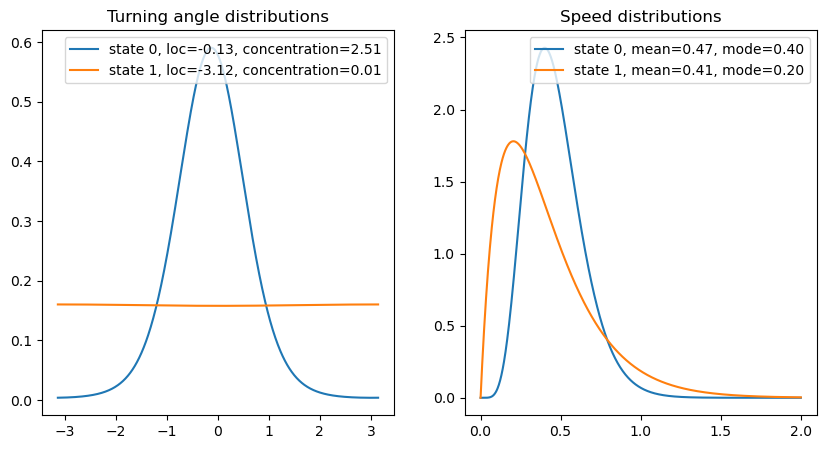 Turning angle distributions
state 0, loc=-0.13, concentration=2.51
state 1, loc=-3.12, concentration=0.01
0.6
0.5
0.4
0.3
0.2
0.1
0.0
−3 −2 −1 0 1 2 3
Speed distributions
state 0, mean=0.47, mode=0.40
state 1, mean=0.41, mode=0.20
2.5
2.0
1.5
1.0
0.5
0.0
0.0 0.5 1.0 1.5 2.0